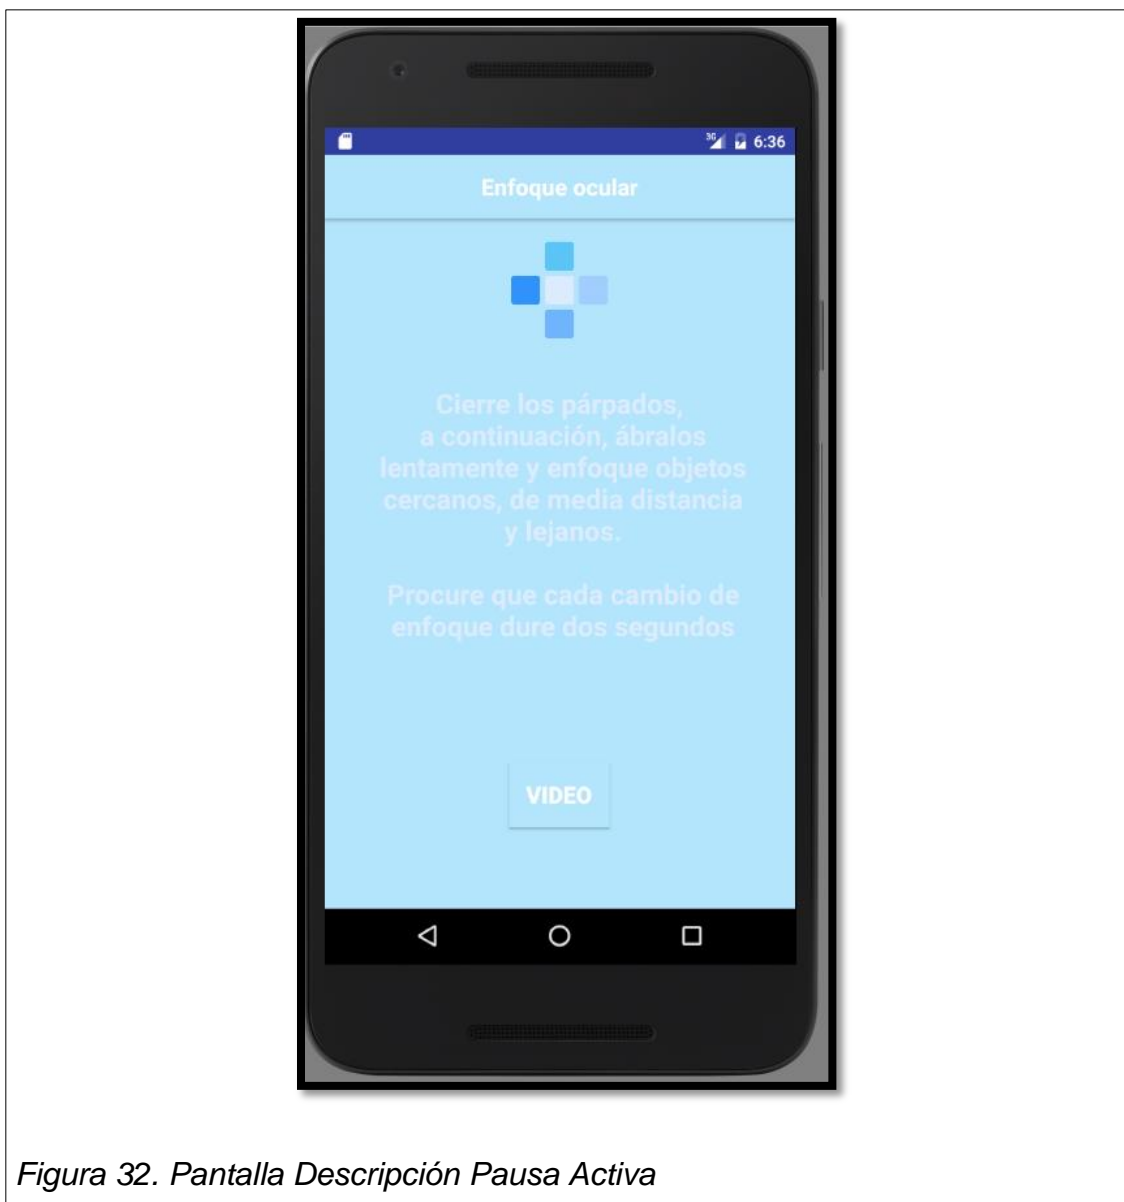 3G 6:36
Enfoque ocular
Cierre los párpados,
a continuación, ábralos
lentamente y enfoque objetos
cercanos, de media distancia
y lejanos.
Procure que cada cambio de
enfoque dure dos segundos
VIDEO
Figura 32. Pantalla Descripción Pausa Activa